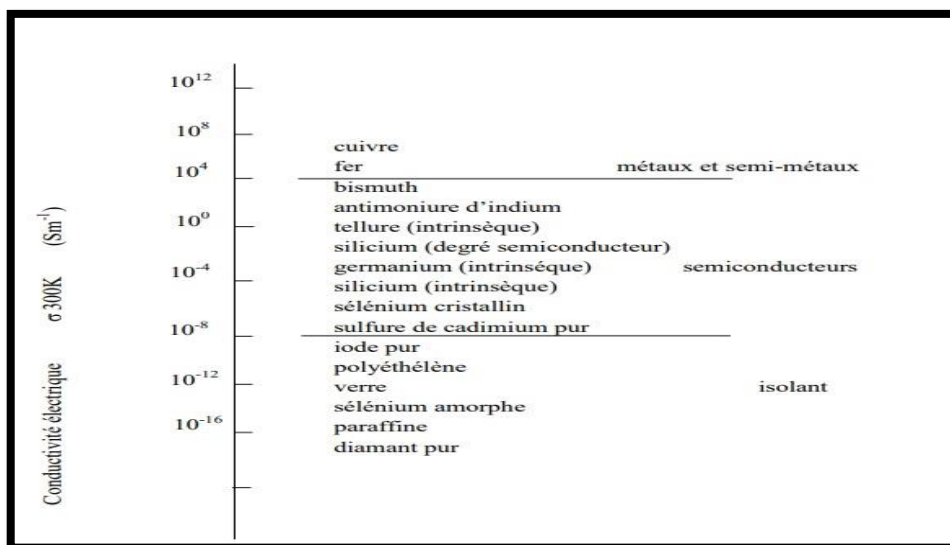 10¹²
10⁸
cuivre
fer métaux et semi-métaux
10⁴
bismuth
antimoniure d'indium
10⁰
tellure (intrinsèque)
silicium (degré semiconducteur)
10⁻⁴
germanium (intrinséque) semiconducteurs
silicium (intrinsèque)
sélénium cristallin
10⁻⁸
sulfure de cadimium pur
iode pur
polyéthélène
10⁻¹²
verre isolant
sélénium amorphe
10⁻¹⁶
paraffine
diamant pur
Conductivité électrique σ 300K (Sm⁻¹)